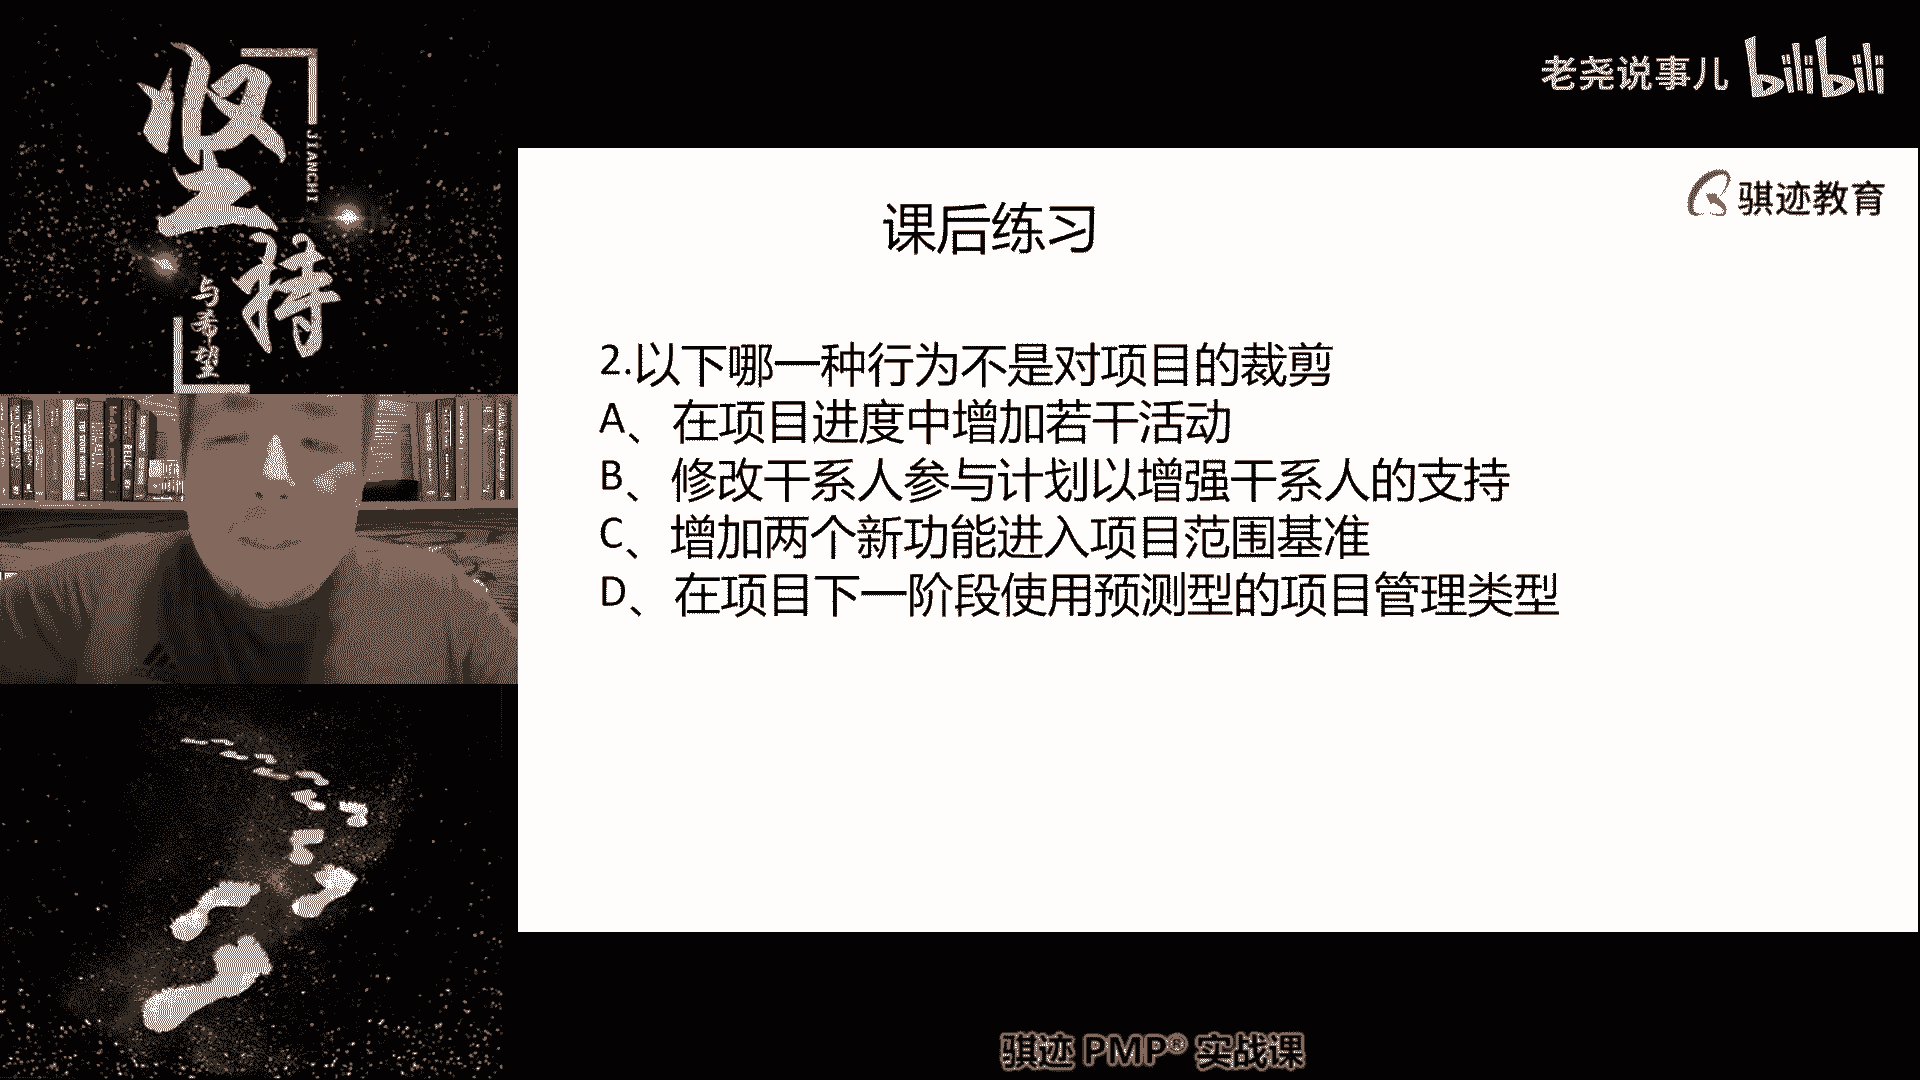 坚持
JIANCHI
与希望
老尧说事儿 bilibili
骐迹教育
课后练习
2.以下哪一种行为不是对项目的裁剪
A、在项目进度中增加若干活动
B、修改干系人参与计划以增强干系人的支持
C、增加两个新功能进入项目范围基准
D、在项目下一阶段使用预测型的项目管理类型
骐迹 PMP® 实战课